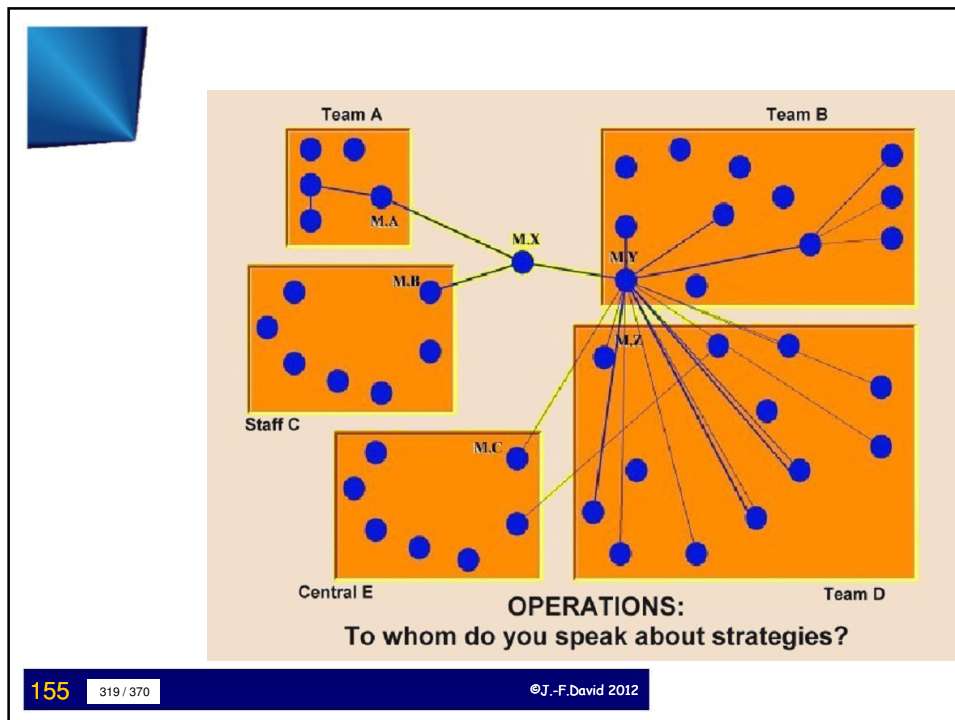 Team A
Team B
M.A
M.X
M.B
M.Y
M.Z
Staff C
M.C
Central E
Team D
OPERATIONS:
To whom do you speak about strategies?
155
319 / 370
©J.-F.David 2012